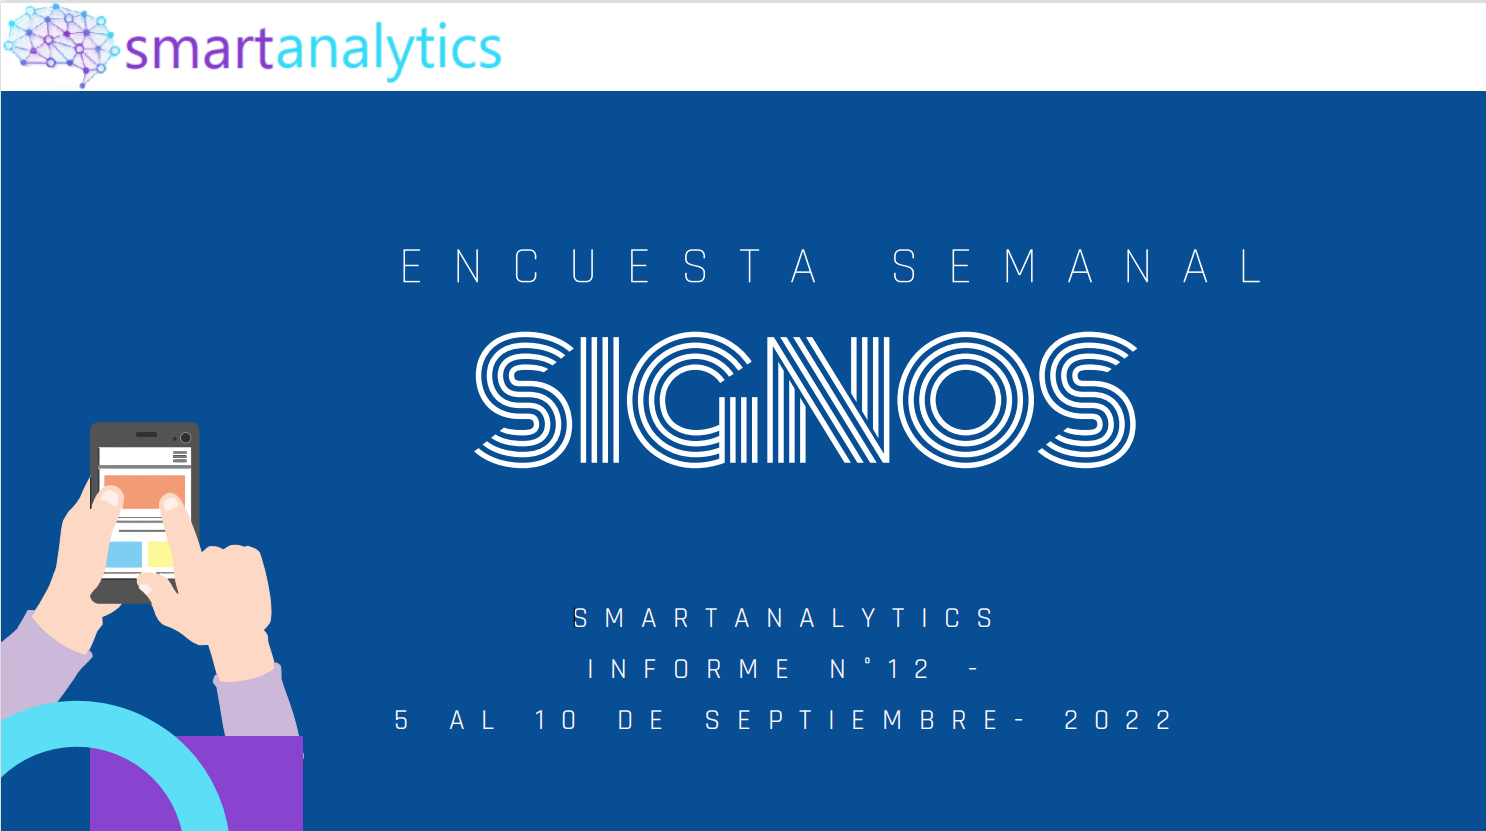 smartanalytics
ENCUESTA SEMANAL
SIGNOS
SMARTANALYTICS
INFORME N°12 -
5 AL 10 DE SEPTIEMBRE- 2022